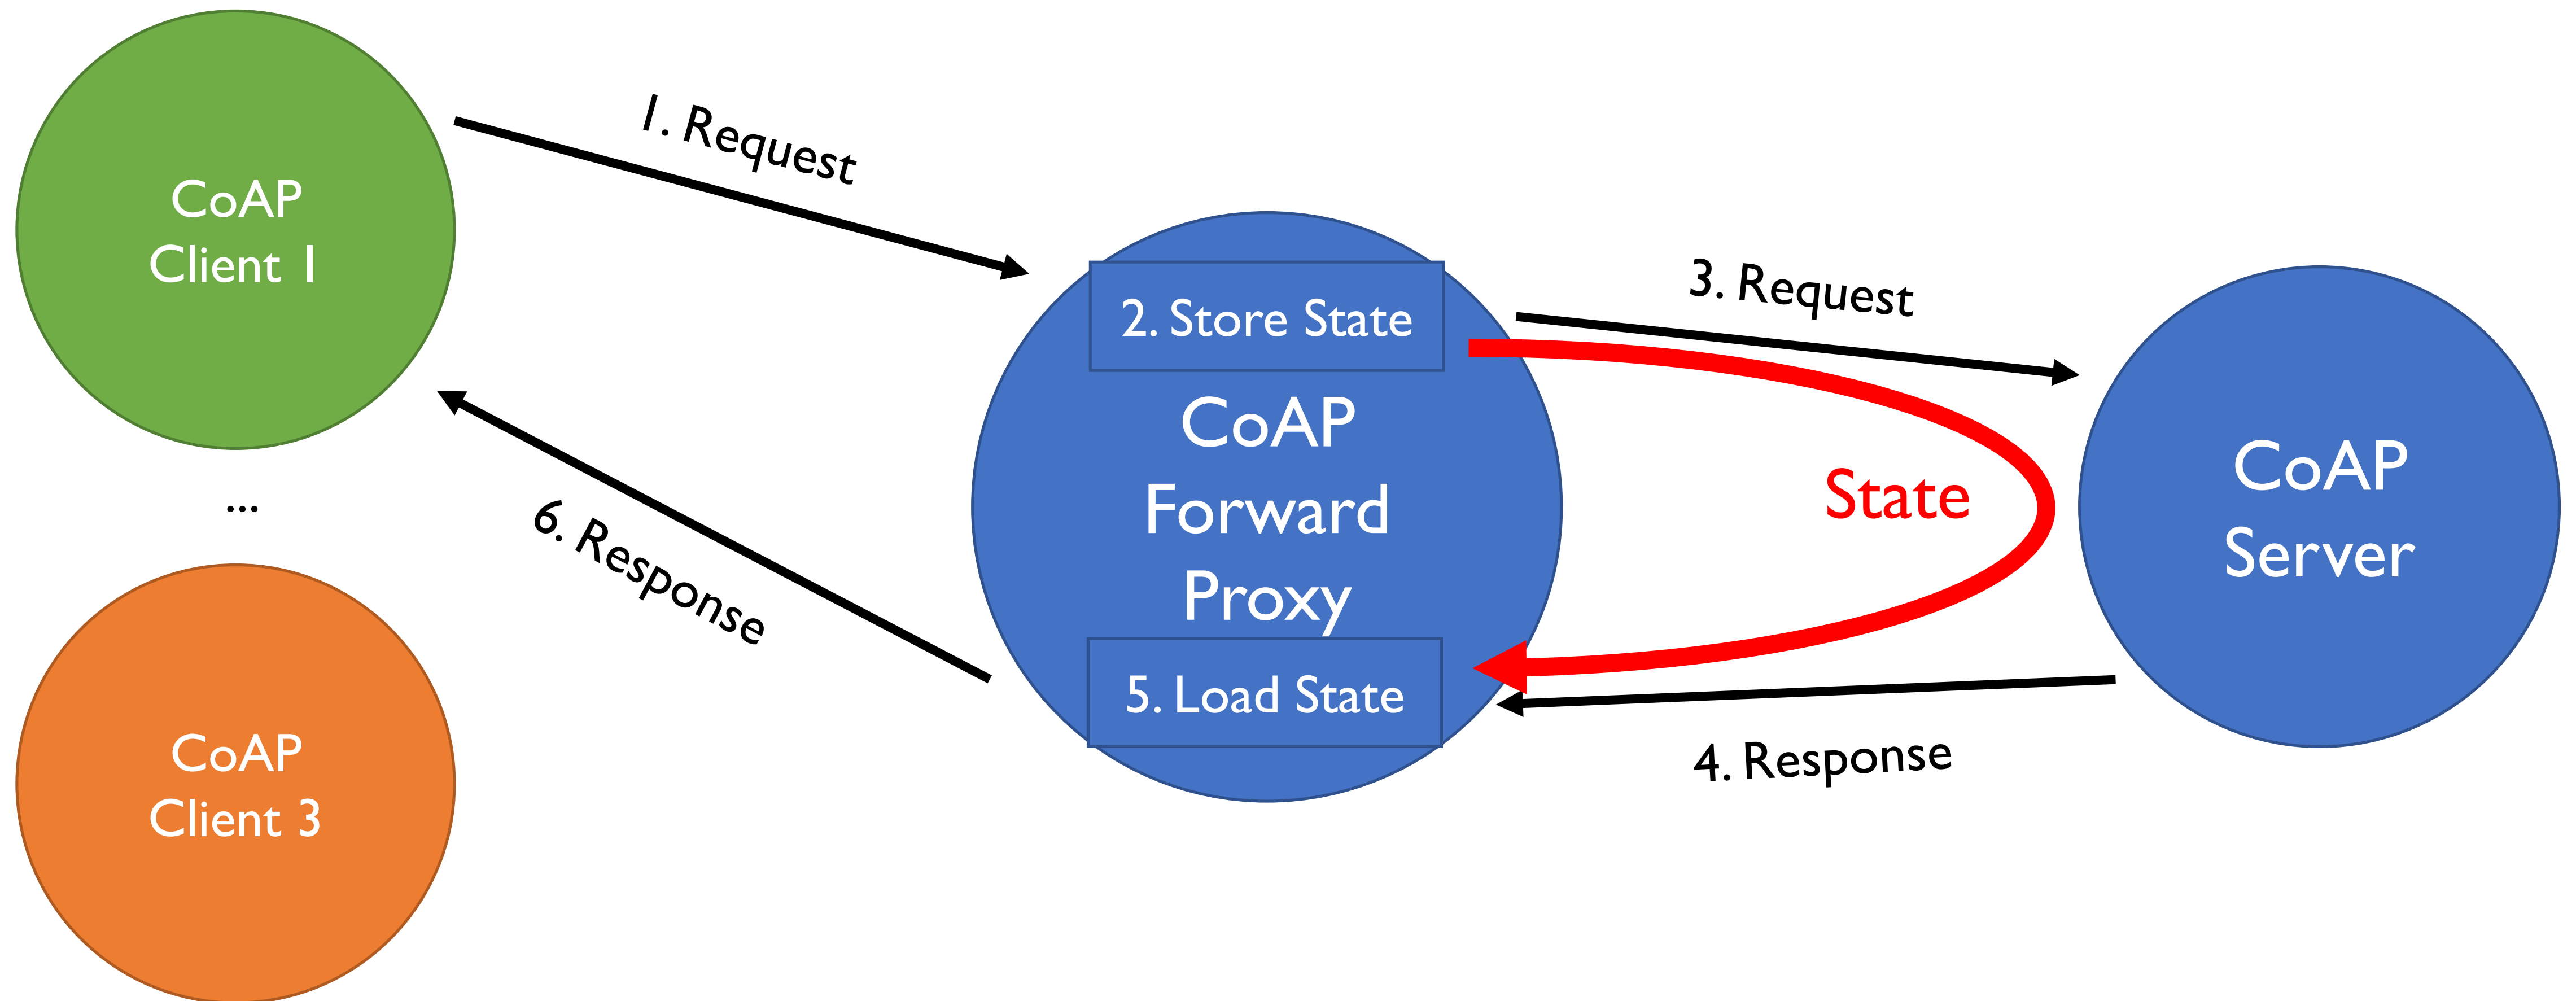 CoAP
Client 1
1. Request
2. Store State
3. Request
CoAP
Forward
Proxy
State
CoAP
Server
...
6. Response
5. Load State
4. Response
CoAP
Client 3